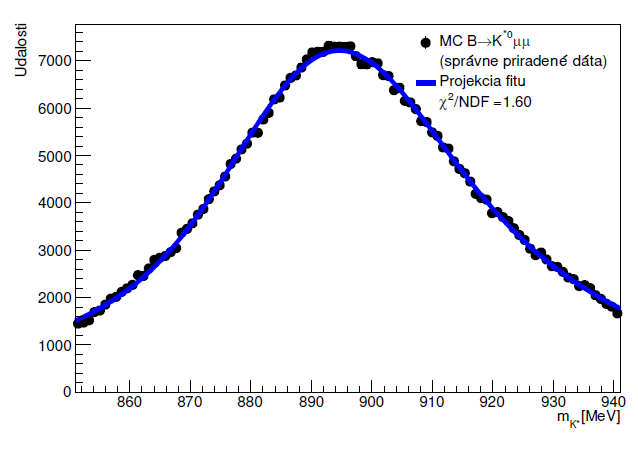 Udalosti
MC B→K*0μμ
(správne priradené dáta)
Projekcia fitu
χ²/NDF =1.60
7000
6000
5000
4000
3000
2000
1000
0
860 870 880 890 900 910 920 930 940
mK*[MeV]